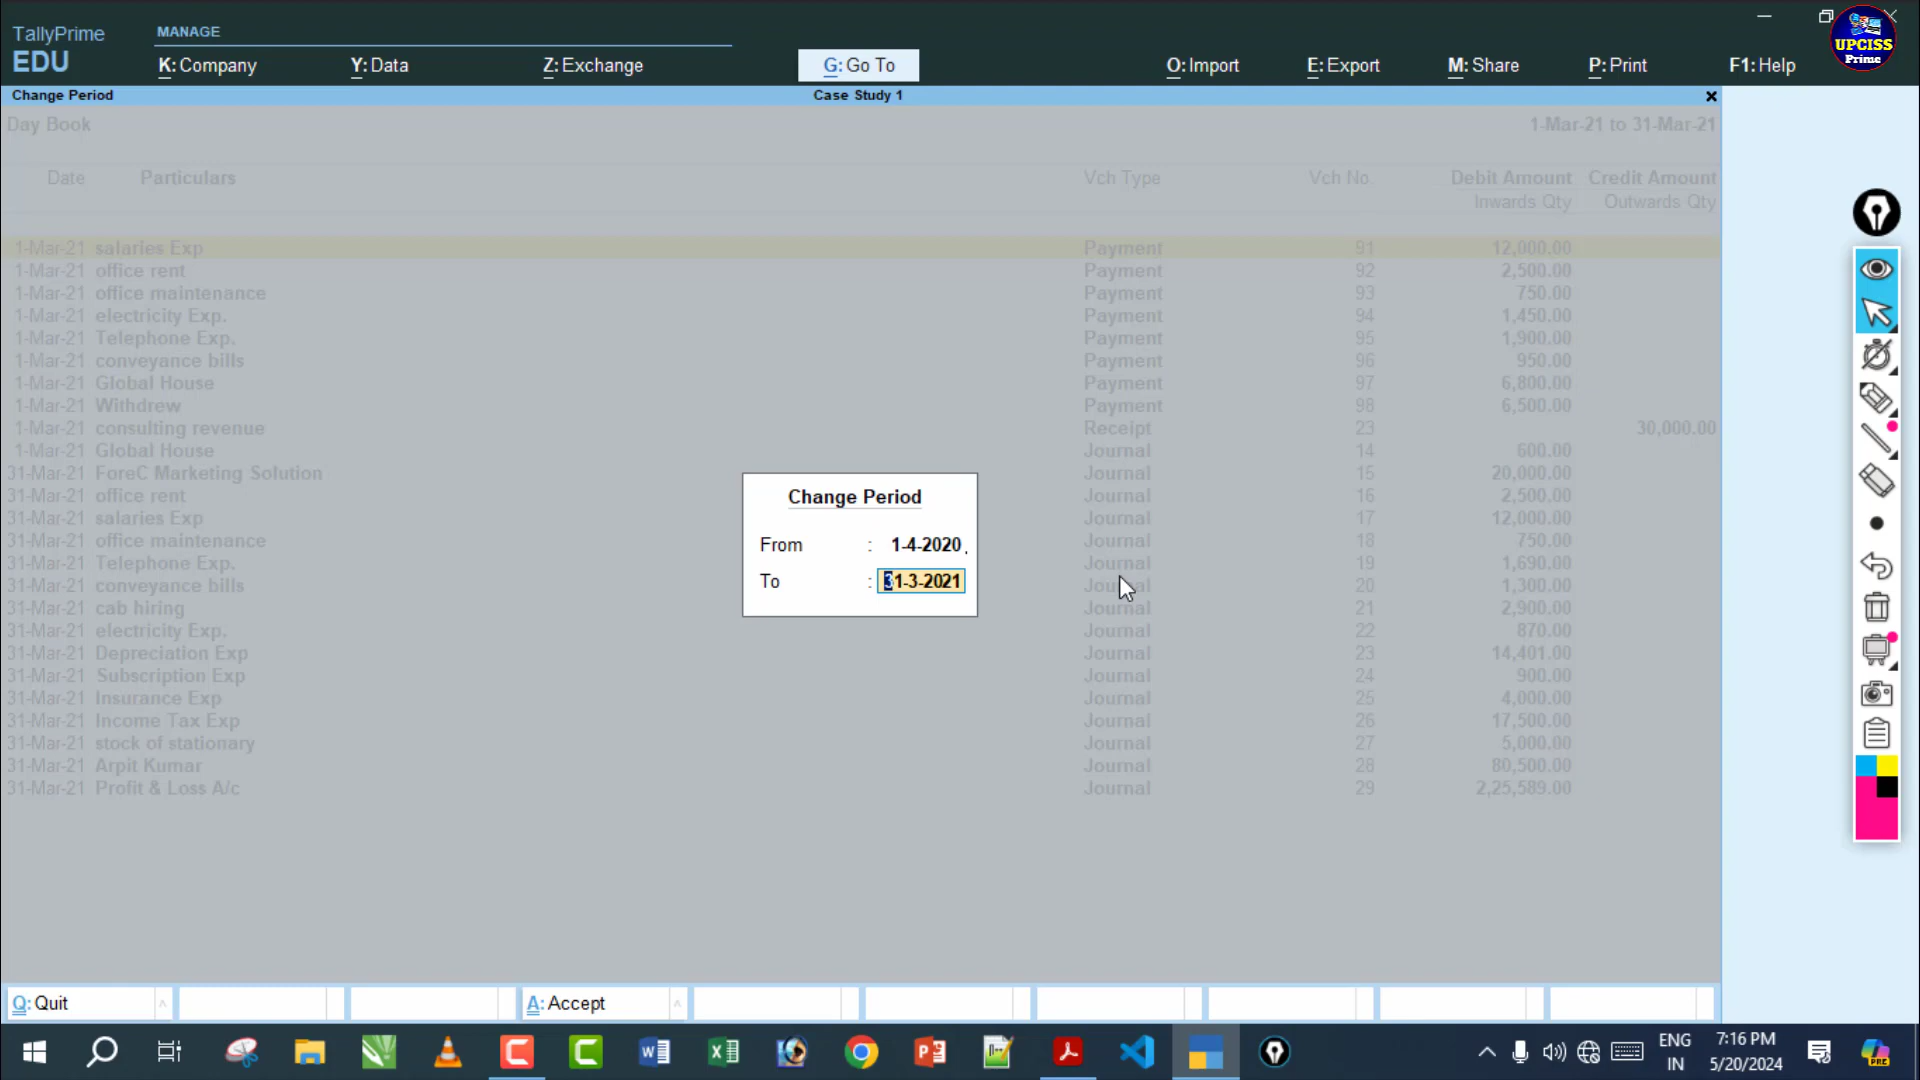 TallyPrime
EDU
MANAGE
K: Company
Y: Data
Z: Exchange
G: Go To
O: Import
E: Export
M: Share
P: Print
F1: Help
UPCISS
Prime
Change Period
Case Study 1
Day Book
1-Mar-21 to 31-Mar-21
Date Particulars Vch Type Vch No. Debit Amount Credit Amount
Inwards Qty Outwards Qty
1-Mar-21 salaries Exp Payment 91 12,000.00
1-Mar-21 office rent Payment 92 2,500.00
1-Mar-21 office maintenance Payment 93 750.00
1-Mar-21 electricity Exp. Payment 94 1,450.00
1-Mar-21 Telephone Exp. Payment 95 1,900.00
1-Mar-21 conveyance bills Payment 96 950.00
1-Mar-21 Global House Payment 97 6,800.00
1-Mar-21 Withdrew Payment 98 6,500.00
1-Mar-21 consulting revenue Receipt 23 30,000.00
1-Mar-21 Global House Journal 14 600.00
31-Mar-21 ForeC Marketing Solution Journal 15 20,000.00
31-Mar-21 office rent Journal 16 2,500.00
31-Mar-21 salaries Exp Journal 17 12,000.00
31-Mar-21 office maintenance Journal 18 750.00
31-Mar-21 Telephone Exp. Journal 19 1,690.00
31-Mar-21 conveyance bills Journal 20 1,300.00
31-Mar-21 cab hiring Journal 21 2,900.00
31-Mar-21 electricity Exp. Journal 22 870.00
31-Mar-21 Depreciation Exp Journal 23 14,401.00
31-Mar-21 Subscription Exp Journal 24 900.00
31-Mar-21 Insurance Exp Journal 25 4,000.00
31-Mar-21 Income Tax Exp Journal 26 17,500.00
31-Mar-21 stock of stationary Journal 27 5,000.00
31-Mar-21 Arpit Kumar Journal 28 80,500.00
31-Mar-21 Profit & Loss A/c Journal 29 2,25,589.00
Change Period
From : 1-4-2020
To : 31-3-2021
Q: Quit
A: Accept
ENG
IN
7:16 PM
5/20/2024